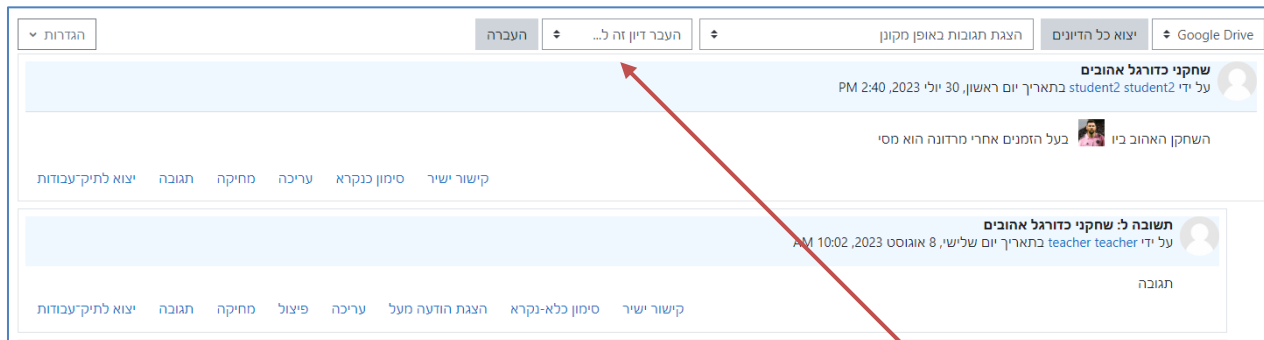 Google Drive יצוא כל הדיונים הצגת תגובות באופן מקונן העבר דיון זה ל... העברה הגדרות
שחקני כדורגל אהובים
על ידי student2 student2 בתאריך יום ראשון, 30 יולי 2023, 2:40 PM
השחקן האהוב ביו בעל הזמנים אחרי מרדונה הוא מסי
קישור ישיר סימון כנקרא עריכה מחיקה תגובה יצוא לתיק־עבודות
תשובה ל: שחקני כדורגל אהובים
על ידי teacher teacher בתאריך יום שלישי, 8 אוגוסט 2023, 10:02 AM
תגובה
קישור ישיר סימון כלא-נקרא הצגת הודעה מעל עריכה פיצול מחיקה תגובה יצוא לתיק־עבודות